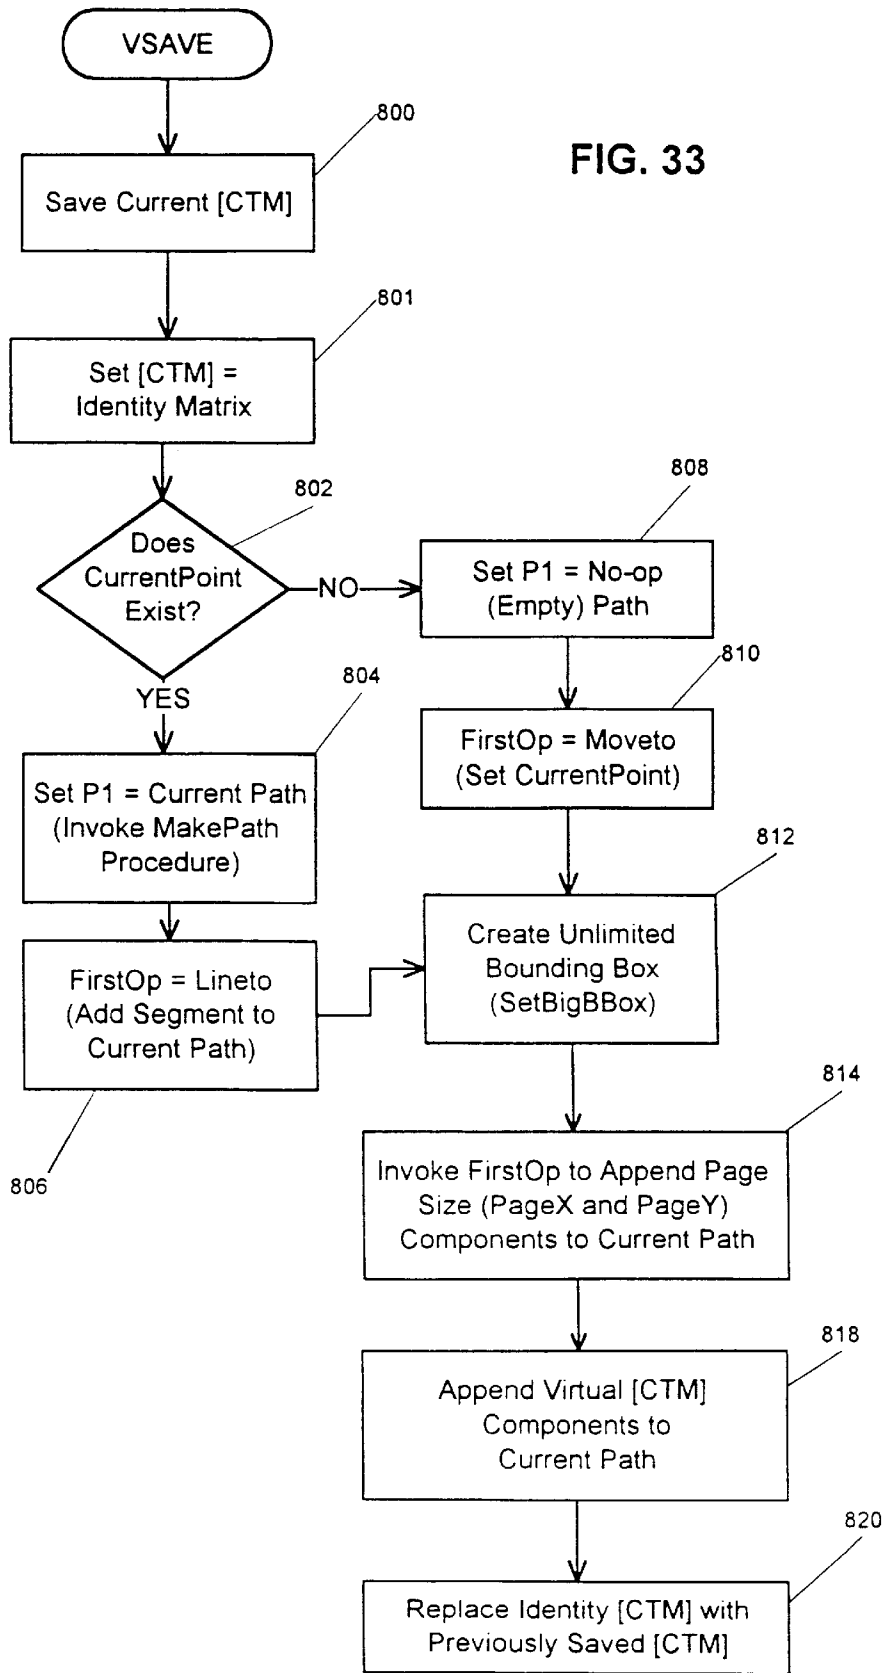 VSAVE
800
FIG. 33
Save Current [CTM]
801
Set [CTM] =
Identity Matrix
802
Does
CurrentPoint
Exist?
NO
808
Set P1 = No-op
(Empty) Path
YES
804
810
FirstOp = Moveto
(Set CurrentPoint)
Set P1 = Current Path
(Invoke MakePath
Procedure)
812
Create Unlimited
Bounding Box
(SetBigBBox)
FirstOp = Lineto
(Add Segment to
Current Path)
806
814
Invoke FirstOp to Append Page
Size (PageX and PageY)
Components to Current Path
818
Append Virtual [CTM]
Components to
Current Path
820
Replace Identity [CTM] with
Previously Saved [CTM]